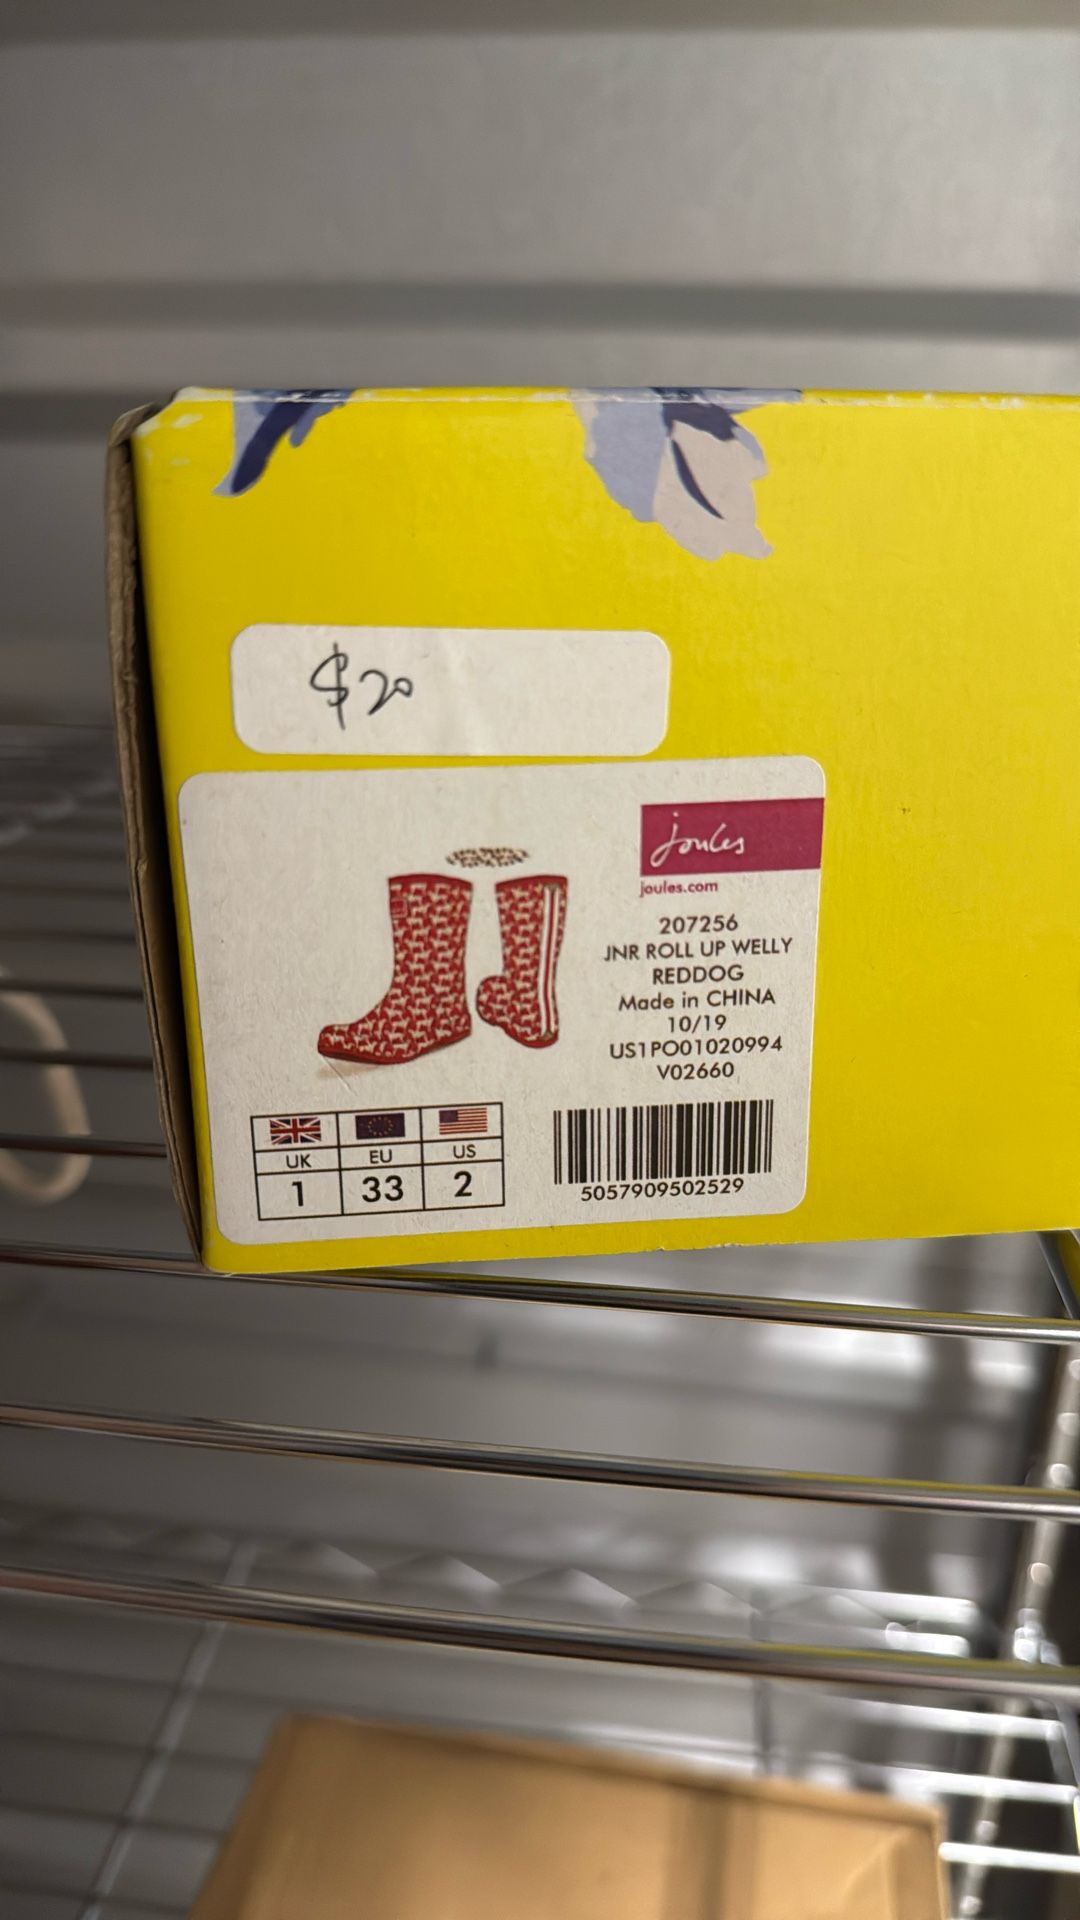 $20
joules
joules.com
207256
JNR ROLL UP WELLY
REDDOG
Made in CHINA
10/19
US1PO01020994
V02660
UK EU US
1 33 2
5057909502529